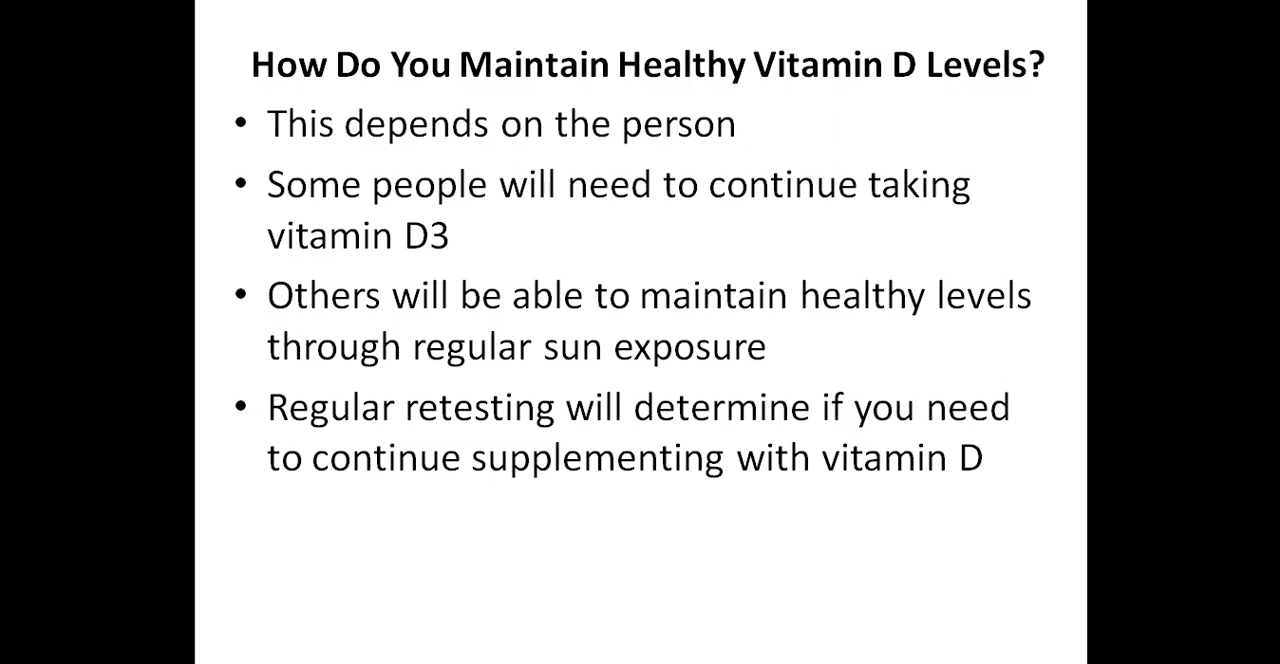 How Do You Maintain Healthy Vitamin D Levels?
• This depends on the person
• Some people will need to continue taking
vitamin D3
• Others will be able to maintain healthy levels
through regular sun exposure
• Regular retesting will determine if you need
to continue supplementing with vitamin D